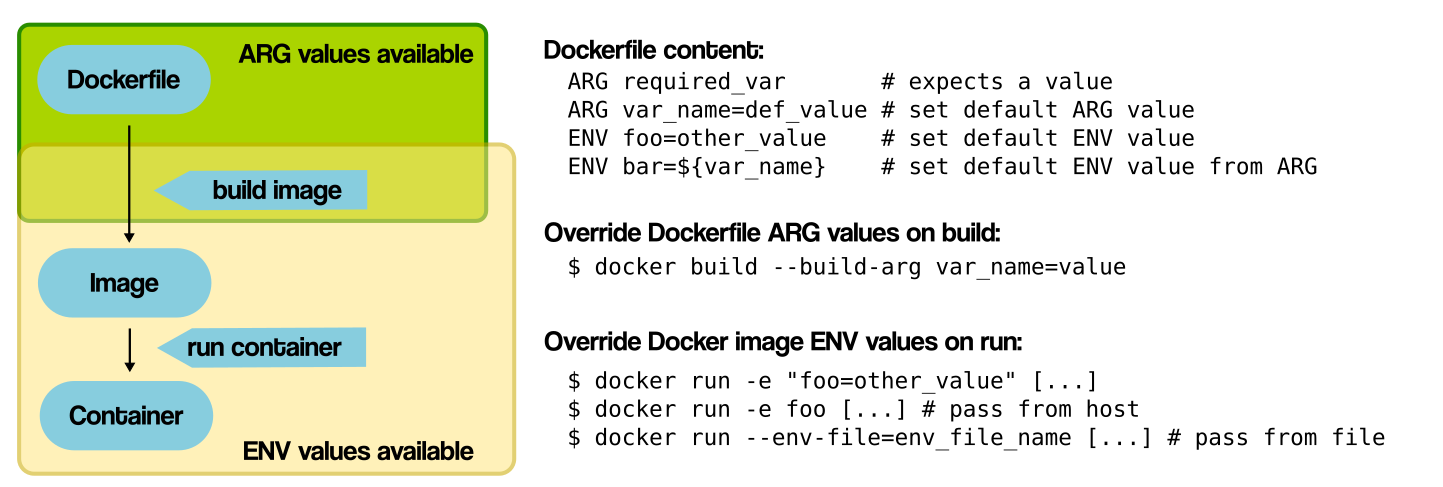 ARG values available
Dockerfile
build image
Image
run container
Container
ENV values available
Dockerfile content:
ARG required_var       # expects a value
ARG var_name=def_value # set default ARG value
ENV foo=other_value    # set default ENV value
ENV bar=${var_name}    # set default ENV value from ARG
Override Dockerfile ARG values on build:
$ docker build --build-arg var_name=value
Override Docker image ENV values on run:
$ docker run -e "foo=other_value" [...]
$ docker run -e foo [...] # pass from host
$ docker run --env-file=env_file_name [...] # pass from file